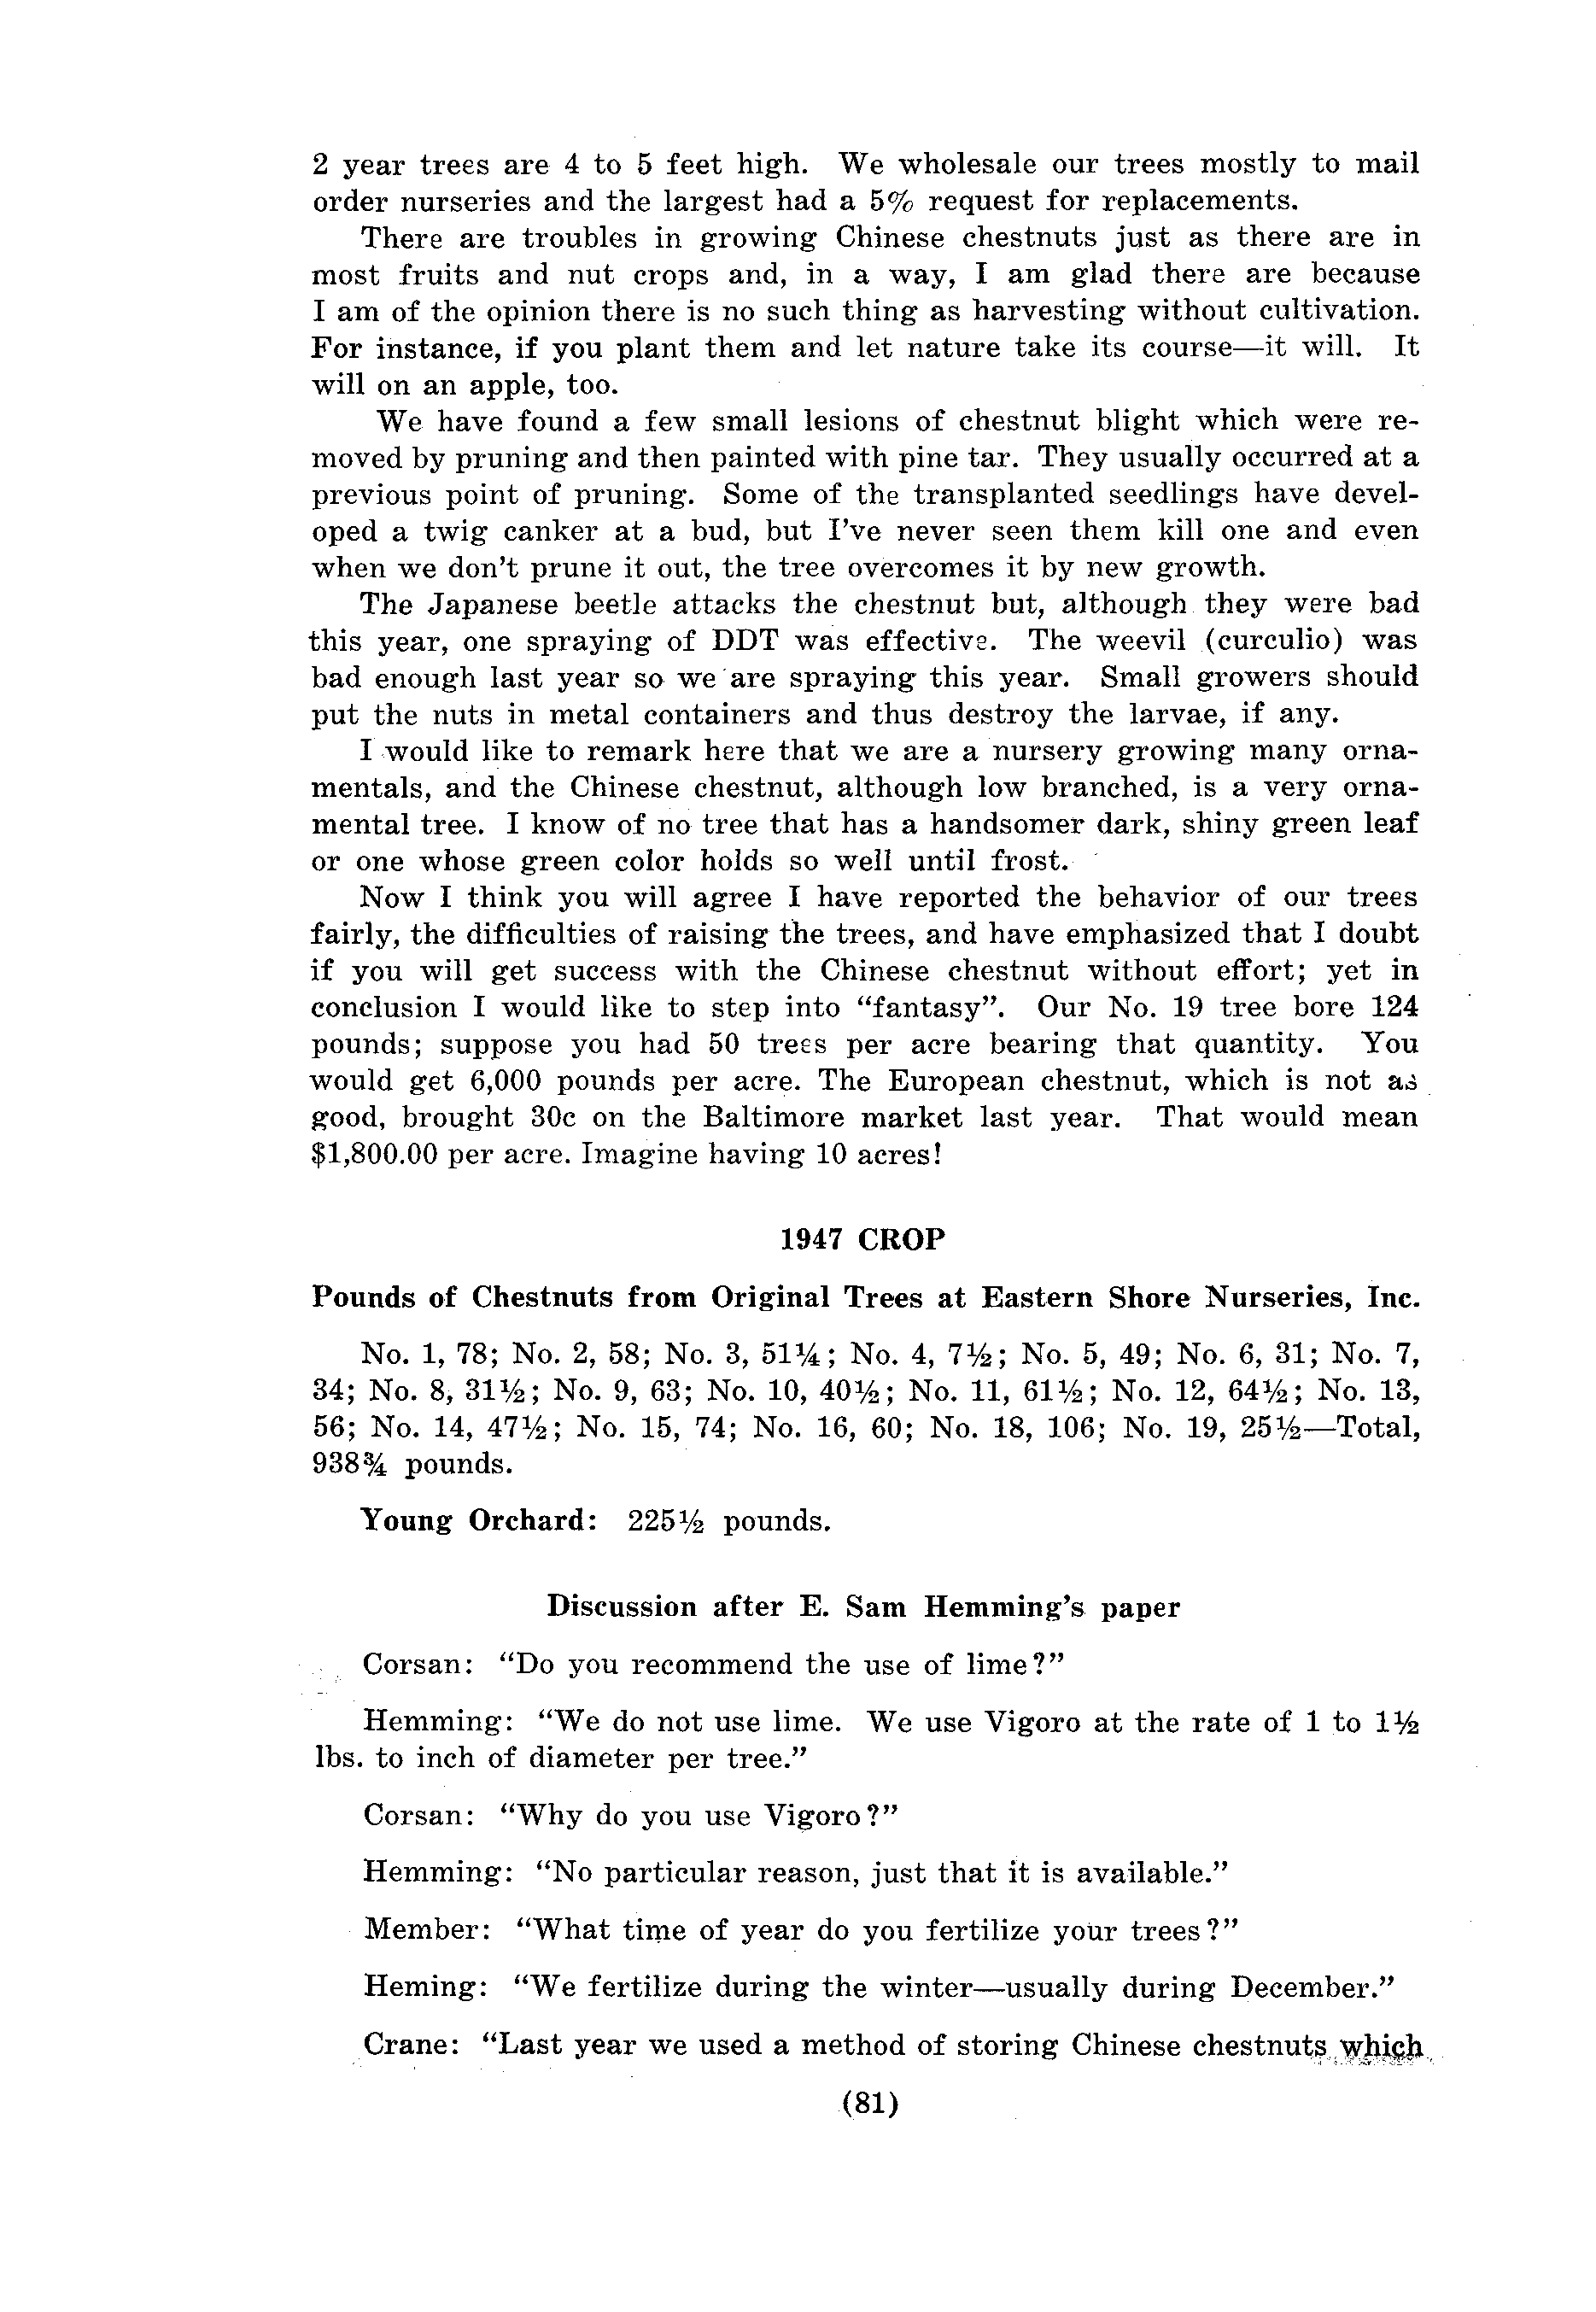 2 year trees are 4 to 5 feet high. We wholesale our trees mostly to mail
order nurseries and the largest had a 5% request for replacements.
There are troubles in growing Chinese chestnuts just as there are in
most fruits and nut crops and, in a way, I am glad there are because
I am of the opinion there is no such thing as harvesting without cultivation.
For instance, if you plant them and let nature take its course—it will. It
will on an apple, too.
We have found a few small lesions of chestnut blight which were re-
moved by pruning and then painted with pine tar. They usually occurred at a
previous point of pruning. Some of the transplanted seedlings have devel-
oped a twig canker at a bud, but I've never seen them kill one and even
when we don't prune it out, the tree overcomes it by new growth.
The Japanese beetle attacks the chestnut but, although they were bad
this year, one spraying of DDT was effective. The weevil (curculio) was
bad enough last year so we are spraying this year. Small growers should
put the nuts in metal containers and thus destroy the larvae, if any.
I would like to remark here that we are a nursery growing many orna-
mentals, and the Chinese chestnut, although low branched, is a very orna-
mental tree. I know of no tree that has a handsomer dark, shiny green leaf
or one whose green color holds so well until frost.
Now I think you will agree I have reported the behavior of our trees
fairly, the difficulties of raising the trees, and have emphasized that I doubt
if you will get success with the Chinese chestnut without effort; yet in
conclusion I would like to step into “fantasy”. Our No. 19 tree bore 124
pounds; suppose you had 50 trees per acre bearing that quantity. You
would get 6,000 pounds per acre. The European chestnut, which is not as
good, brought 30c on the Baltimore market last year. That would mean
$1,800.00 per acre. Imagine having 10 acres!
1947 CROP
Pounds of Chestnuts from Original Trees at Eastern Shore Nurseries, Inc.
No. 1, 78; No. 2, 58; No. 3, 51¼; No. 4, 7½; No. 5, 49; No. 6, 31; No. 7,
34; No. 8, 31½; No. 9, 63; No. 10, 40½; No. 11, 61½; No. 12, 64½; No. 13,
56; No. 14, 47½; No. 15, 74; No. 16, 60; No. 18, 106; No. 19, 25½—Total,
938¾ pounds.
Young Orchard: 225½ pounds.
Discussion after E. Sam Hemming's paper
Corsan: “Do you recommend the use of lime?”
Hemming: “We do not use lime. We use Vigoro at the rate of 1 to 1½
lbs. to inch of diameter per tree.”
Corsan: “Why do you use Vigoro?”
Hemming: “No particular reason, just that it is available.”
Member: “What time of year do you fertilize your trees?”
Heming: “We fertilize during the winter—usually during December.”
Crane: “Last year we used a method of storing Chinese chestnuts which
(81)